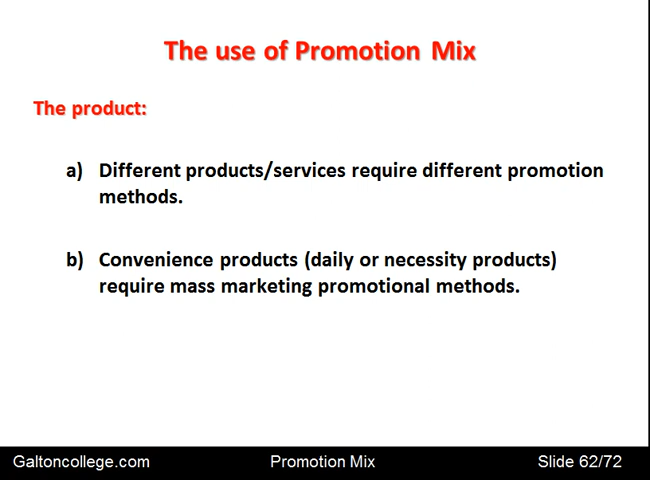 The use of Promotion Mix
The product:
a) Different products/services require different promotion
methods.
b) Convenience products (daily or necessity products)
require mass marketing promotional methods.
Galtoncollege.com Promotion Mix Slide 62/72